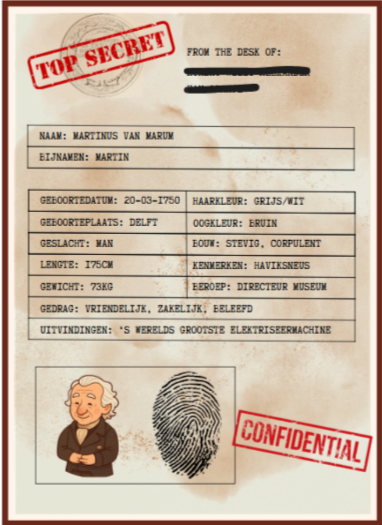 TOP SECRET
FROM THE DESK OF:
NAAM: MARTINUS VAN MARUM
BIJNAMEN: MARTIN
GEBOORTEDATUM: 20-03-1750
HAARKLEUR: GRIJS/WIT
GEBOORTEPLAATS: DELFT
OOGKLEUR: BRUIN
GESLACHT: MAN
BOUW: STEVIG, CORPULENT
LENGTE: 175CM
KENMERKEN: HAVIKSNEUS
GEWICHT: 73KG
BEROEP: DIRECTEUR MUSEUM
GEDRAG: VRIENDELIJK, ZAKELIJK, BELEEFD
UITVINDINGEN: 'S WERELDS GROOTSTE ELEKTRISEERMACHINE
CONFIDENTIAL